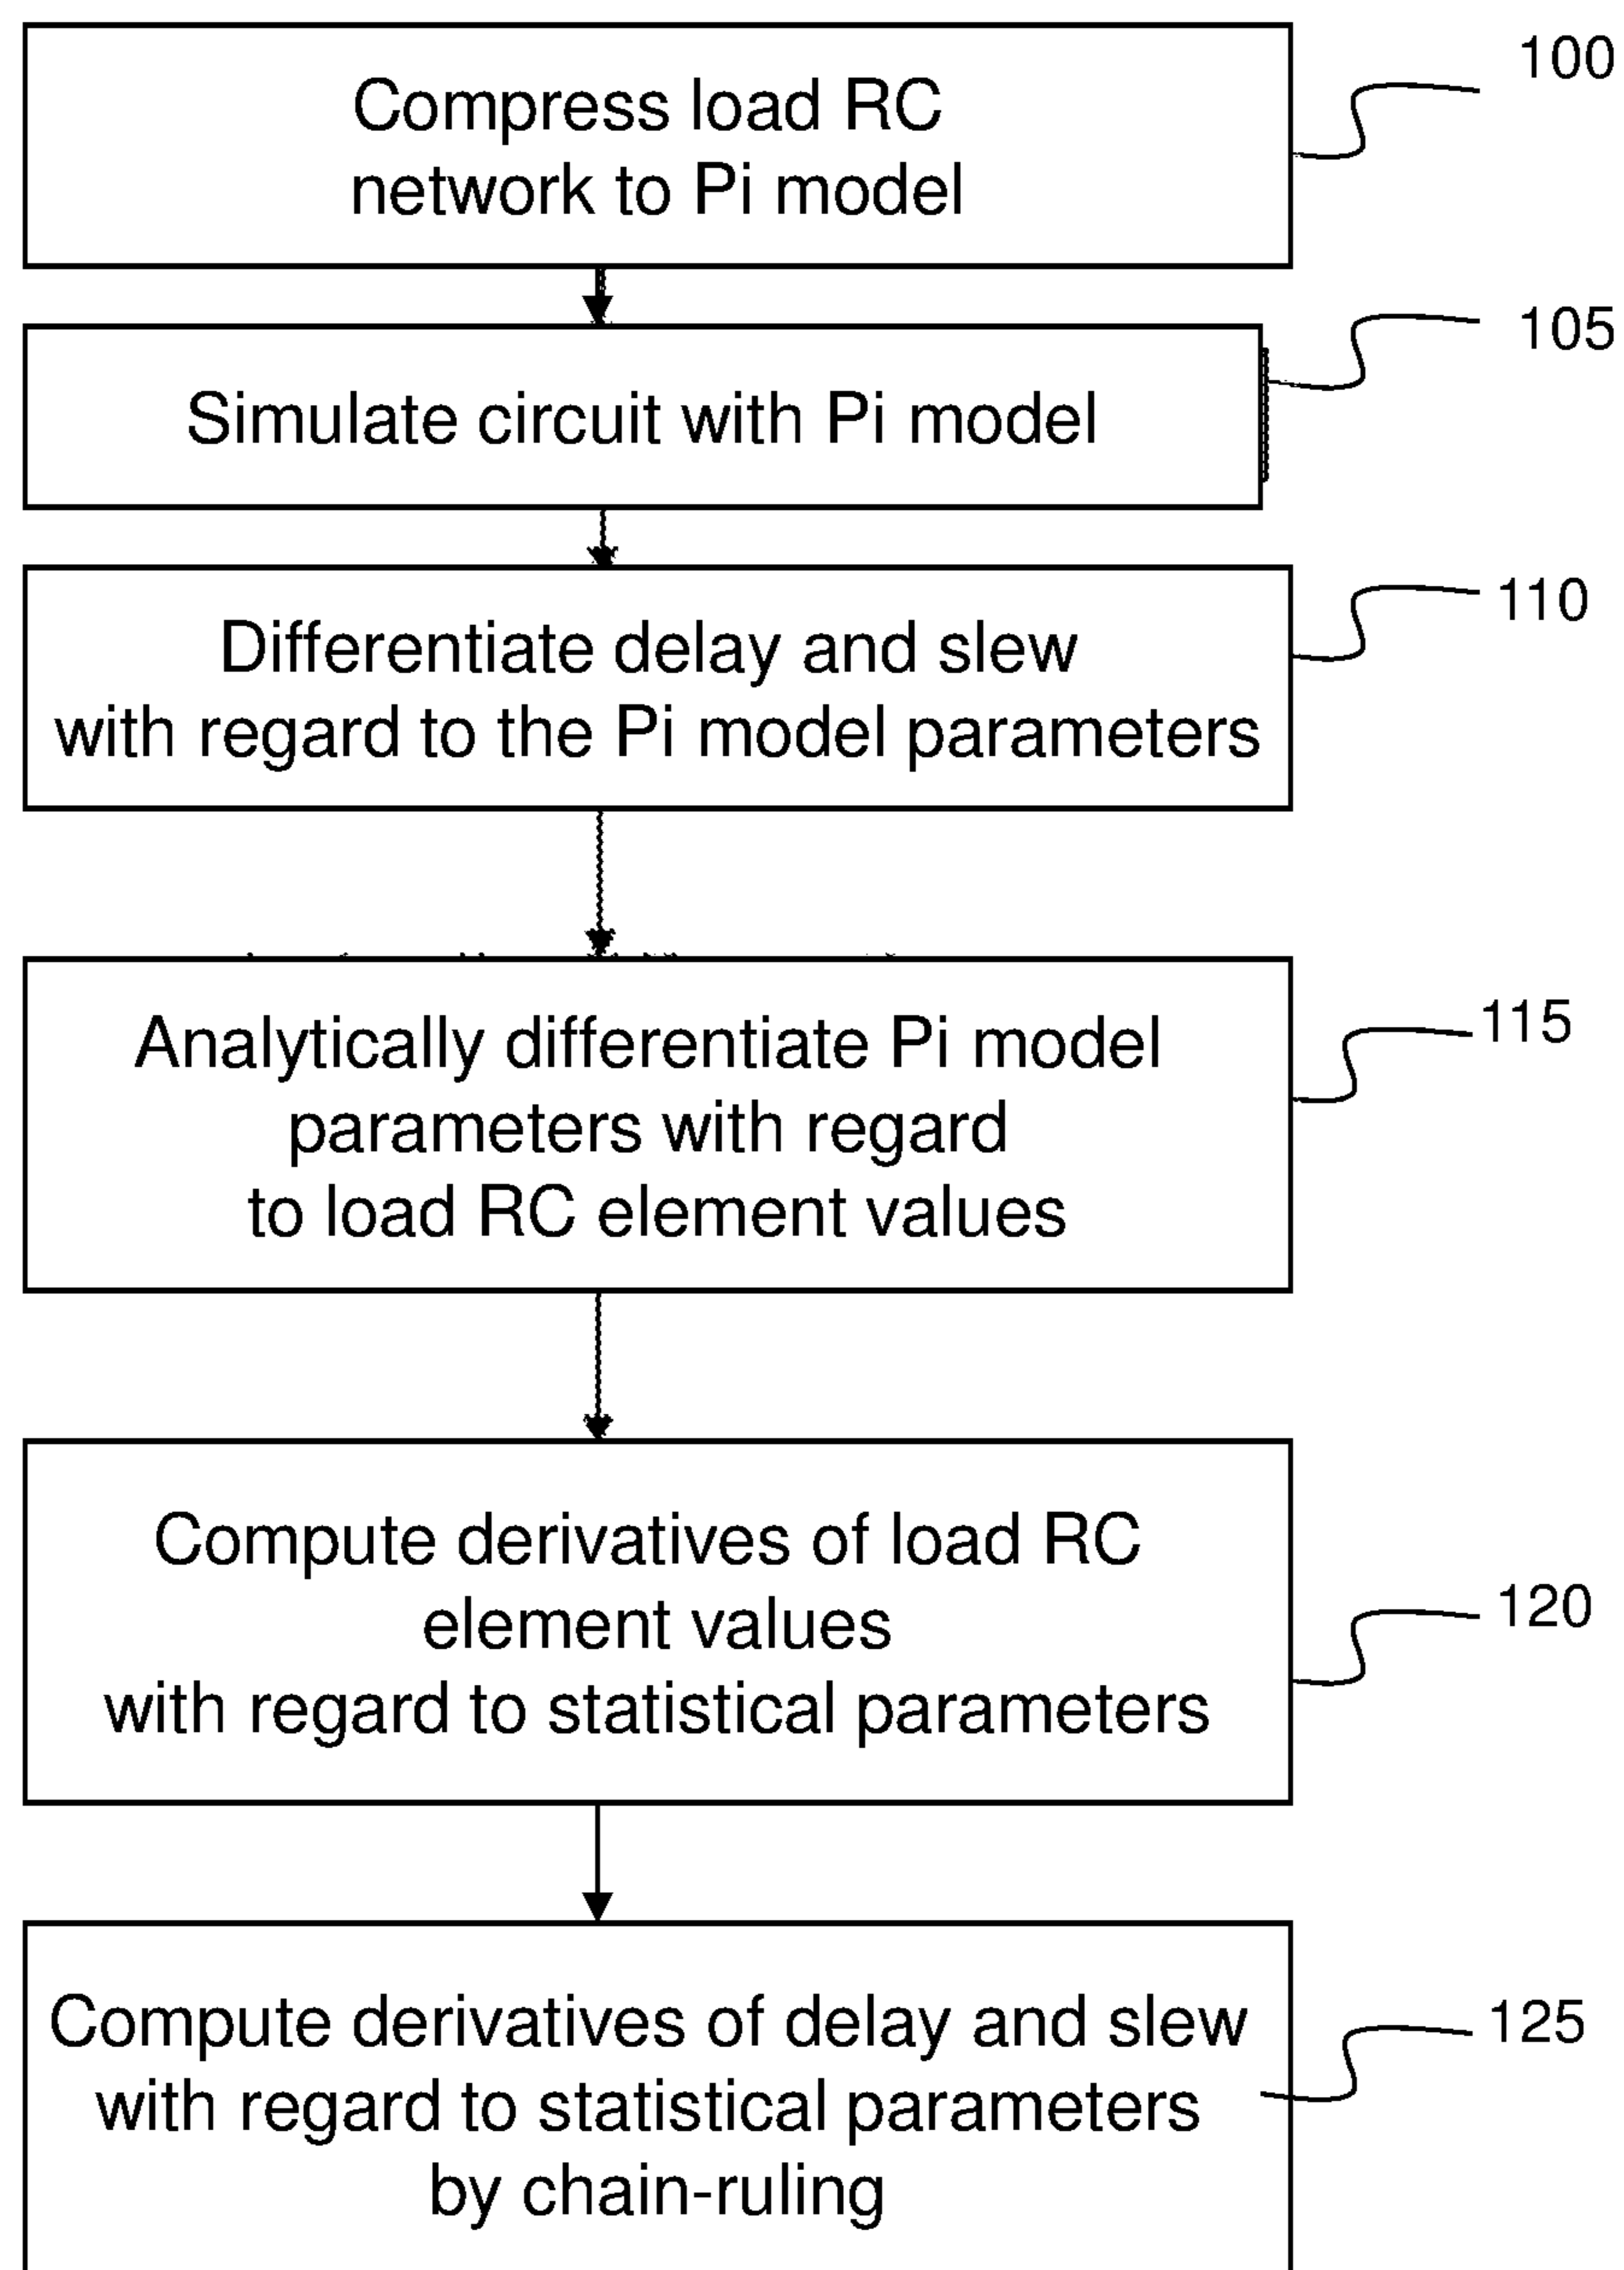 Compress load RC
network to Pi model
100
Simulate circuit with Pi model
105
Differentiate delay and slew
with regard to the Pi model parameters
110
Analytically differentiate Pi model
parameters with regard
to load RC element values
115
Compute derivatives of load RC
element values
with regard to statistical parameters
120
Compute derivatives of delay and slew
with regard to statistical parameters
by chain-ruling
125